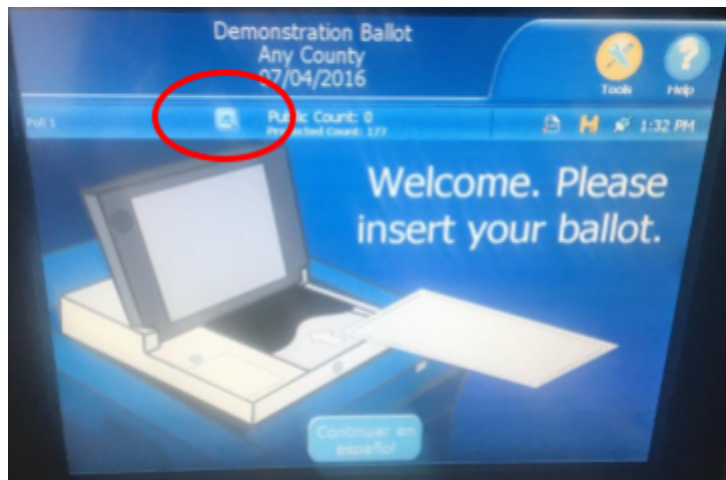 Demonstration Ballot
Any County
07/04/2016
Tools
Help
Poll 1
Public Count: 0
Protected Count: 177
1:32 PM
Welcome. Please
insert your ballot.
Continuar en
español